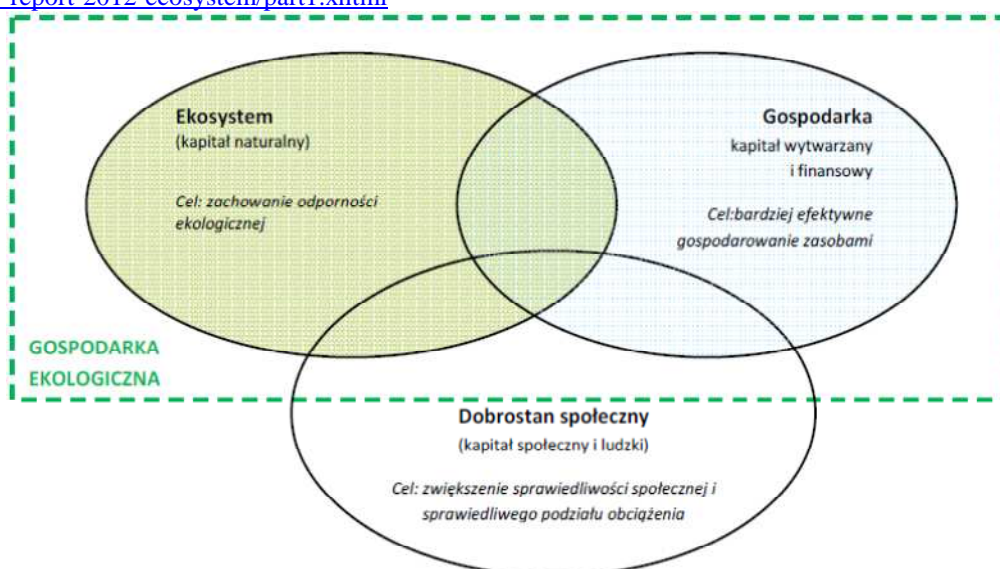 report-2012-ecosystem/part1.xhtml
Ekosystem
(kapitał naturalny)
Cel: zachowanie odporności
ekologicznej
Gospodarka
kapitał wytwarzany
i finansowy
Cel:bardziej efektywne
gospodarowanie zasobami
GOSPODARKA
EKOLOGICZNA
Dobrostan społeczny
(kapitał społeczny i ludzki)
Cel: zwiększenie sprawiedliwości społecznej i
sprawiedliwego podziału obciążenia